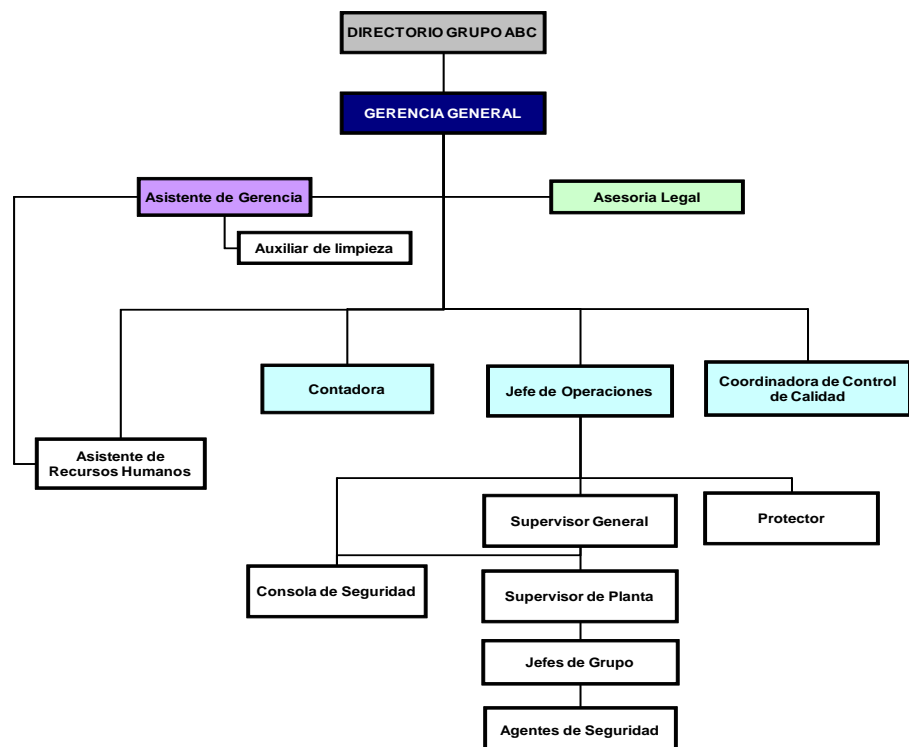 DIRECTORIO GRUPO ABC
GERENCIA GENERAL
Asistente de Gerencia
Asesoria Legal
Auxiliar de limpieza
Contadora
Jefe de Operaciones
Coordinadora de Control
de Calidad
Asistente de
Recursos Humanos
Supervisor General
Protector
Consola de Seguridad
Supervisor de Planta
Jefes de Grupo
Agentes de Seguridad